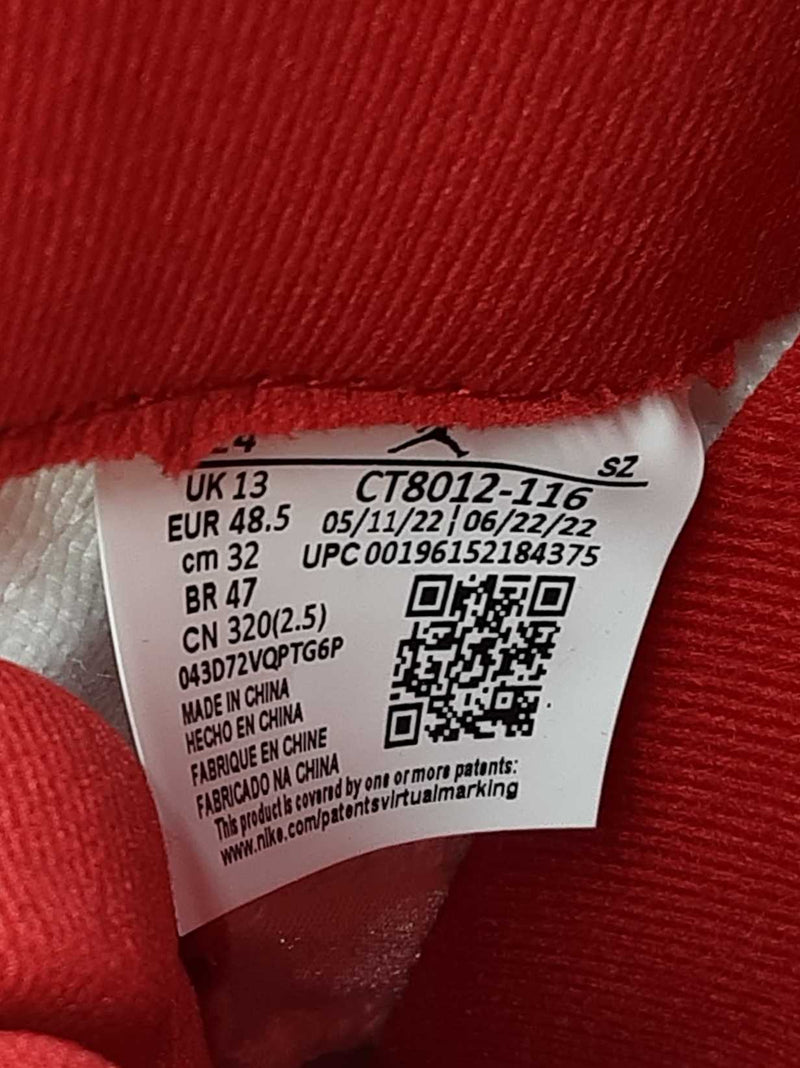 SZ
UK 13
CT8012-116
EUR 48.5
05/11/22 | 06/22/22
cm 32
UPC 00196152184375
BR 47
CN 320(2.5)
043D72VQPTG6P
MADE IN CHINA
HECHO EN CHINA
FABRIQUE EN CHINE
FABRICADO NA CHINA
This product is covered by one or more patents:
www.nike.com/patentsvirtualmarking